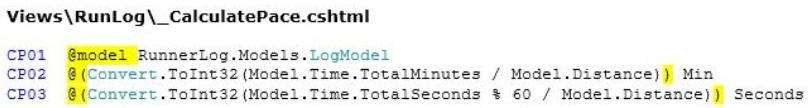 Views\RunLog\_CalculatePace.cshtml
CP01 @model RunnerLog.Models.LogModel
CP02 @(Convert.ToInt32(Model.Time.TotalMinutes / Model.Distance)) Min
CP03 @(Convert.ToInt32(Model.Time.TotalSeconds % 60 / Model.Distance)) Seconds